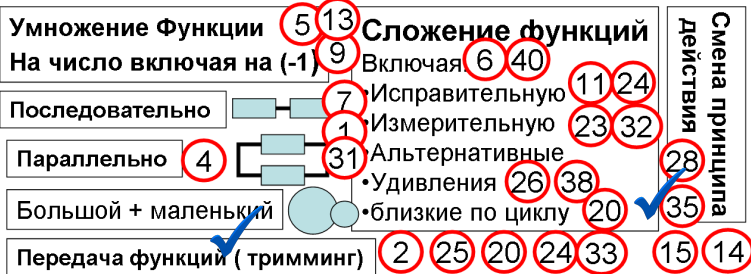 Умножение Функции 5 13
На число включая на (-1) 9
Последовательно 7
1
Параллельно 4 31
Большой + маленький
Передача функций ( тримминг) 2 25 20 24 33 15 14
Сложение функций
Включая: 6 40
•Исправительную 11 24
•Измерительную 23 32
•Альтернативные
•Удивления 26 38
•близкие по циклу 20
Смена принципа
действия
28
35